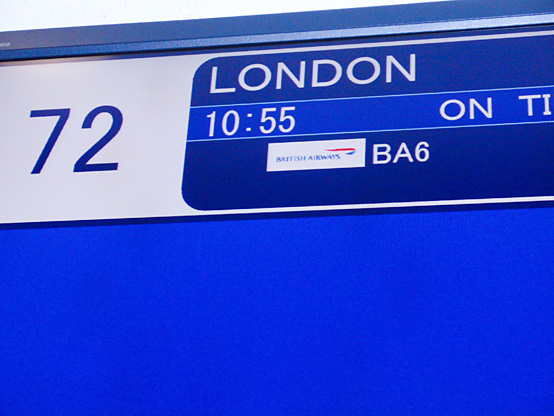 72
LONDON
10:55 ON TI
BRITISH AIRWAYS BA6